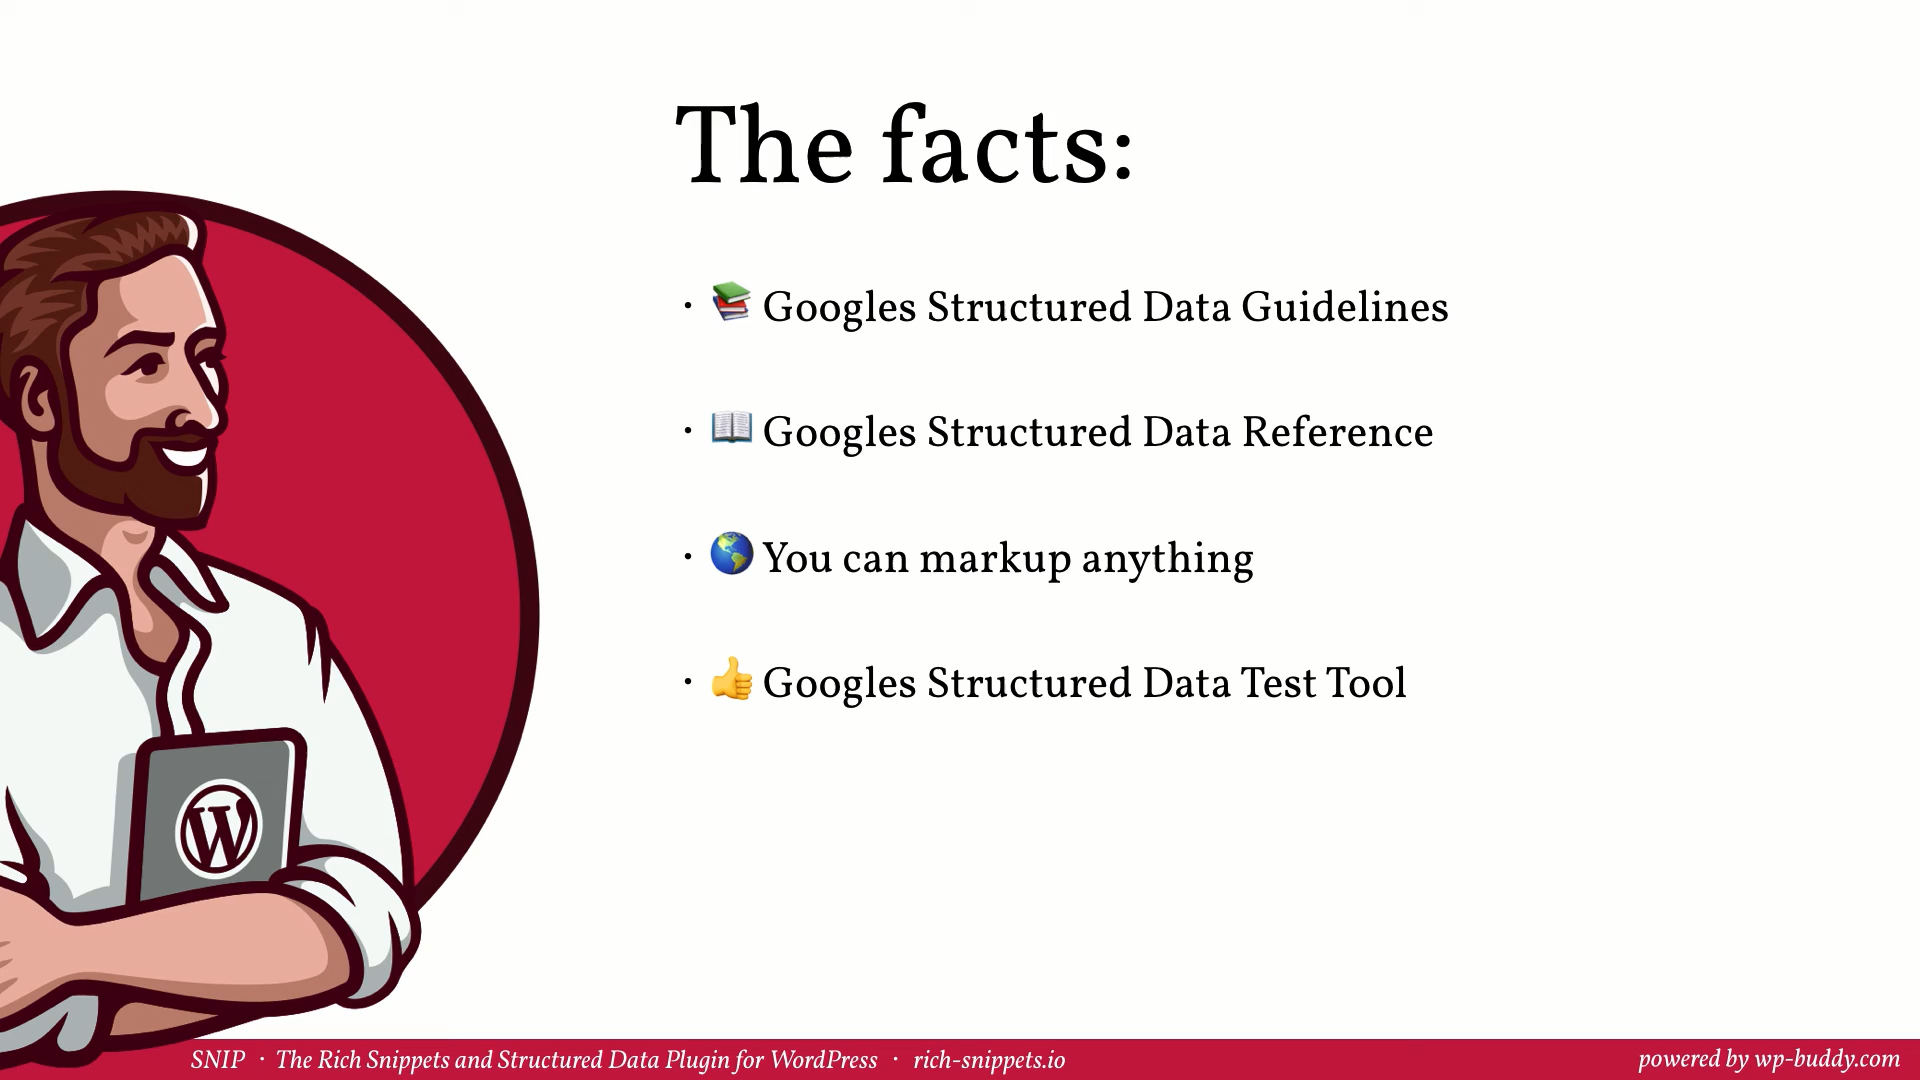 The facts:
· 📚 Googles Structured Data Guidelines
· 📖 Googles Structured Data Reference
· 🌎 You can markup anything
· 👍 Googles Structured Data Test Tool
W
SNIP · The Rich Snippets and Structured Data Plugin for WordPress · rich-snippets.io
powered by wp-buddy.com